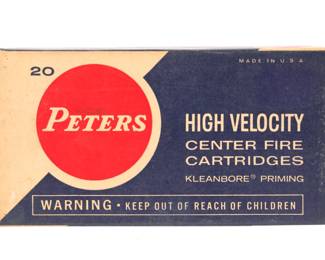 MADE IN U S A
20
PETERS
HIGH VELOCITY
CENTER FIRE
CARTRIDGES
KLEANBORE® PRIMING
WARNING • KEEP OUT OF REACH OF CHILDREN